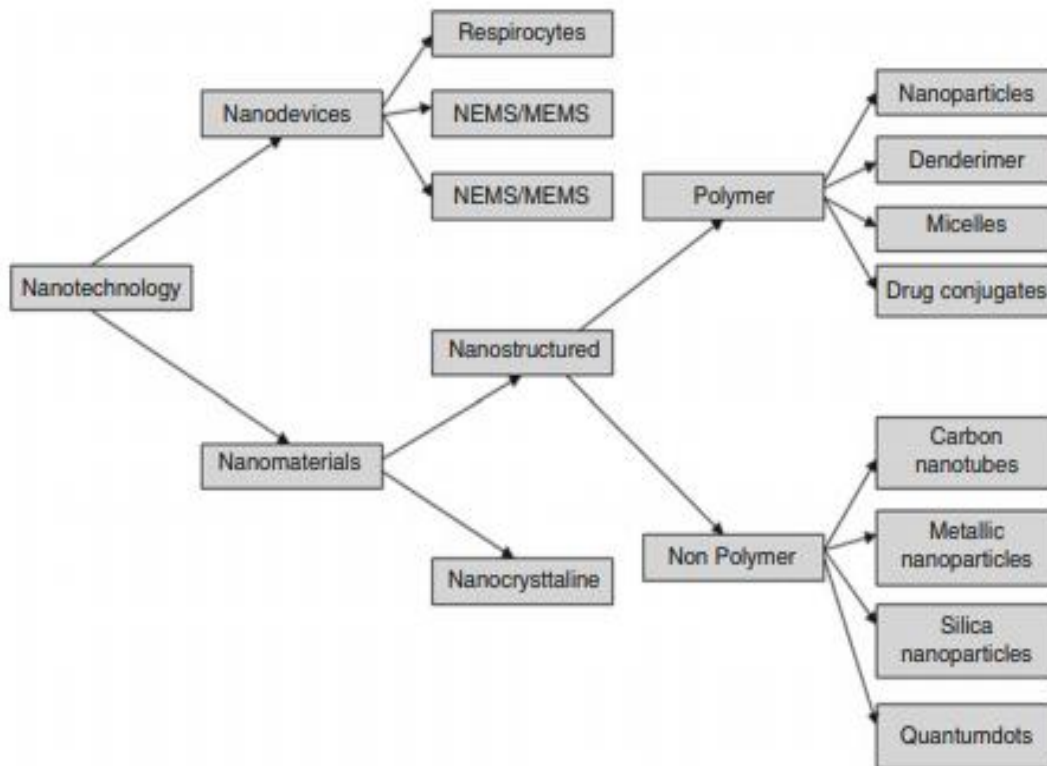 Respirocytes
Nanodevices
NEMS/MEMS
NEMS/MEMS
Nanotechnology
Nanomaterials
Nanostructured
Nanocrysttaline
Polymer
Non Polymer
Nanoparticles
Denderimer
Micelles
Drug conjugates
Carbon
nanotubes
Metallic
nanoparticles
Silica
nanoparticles
Quantumdots